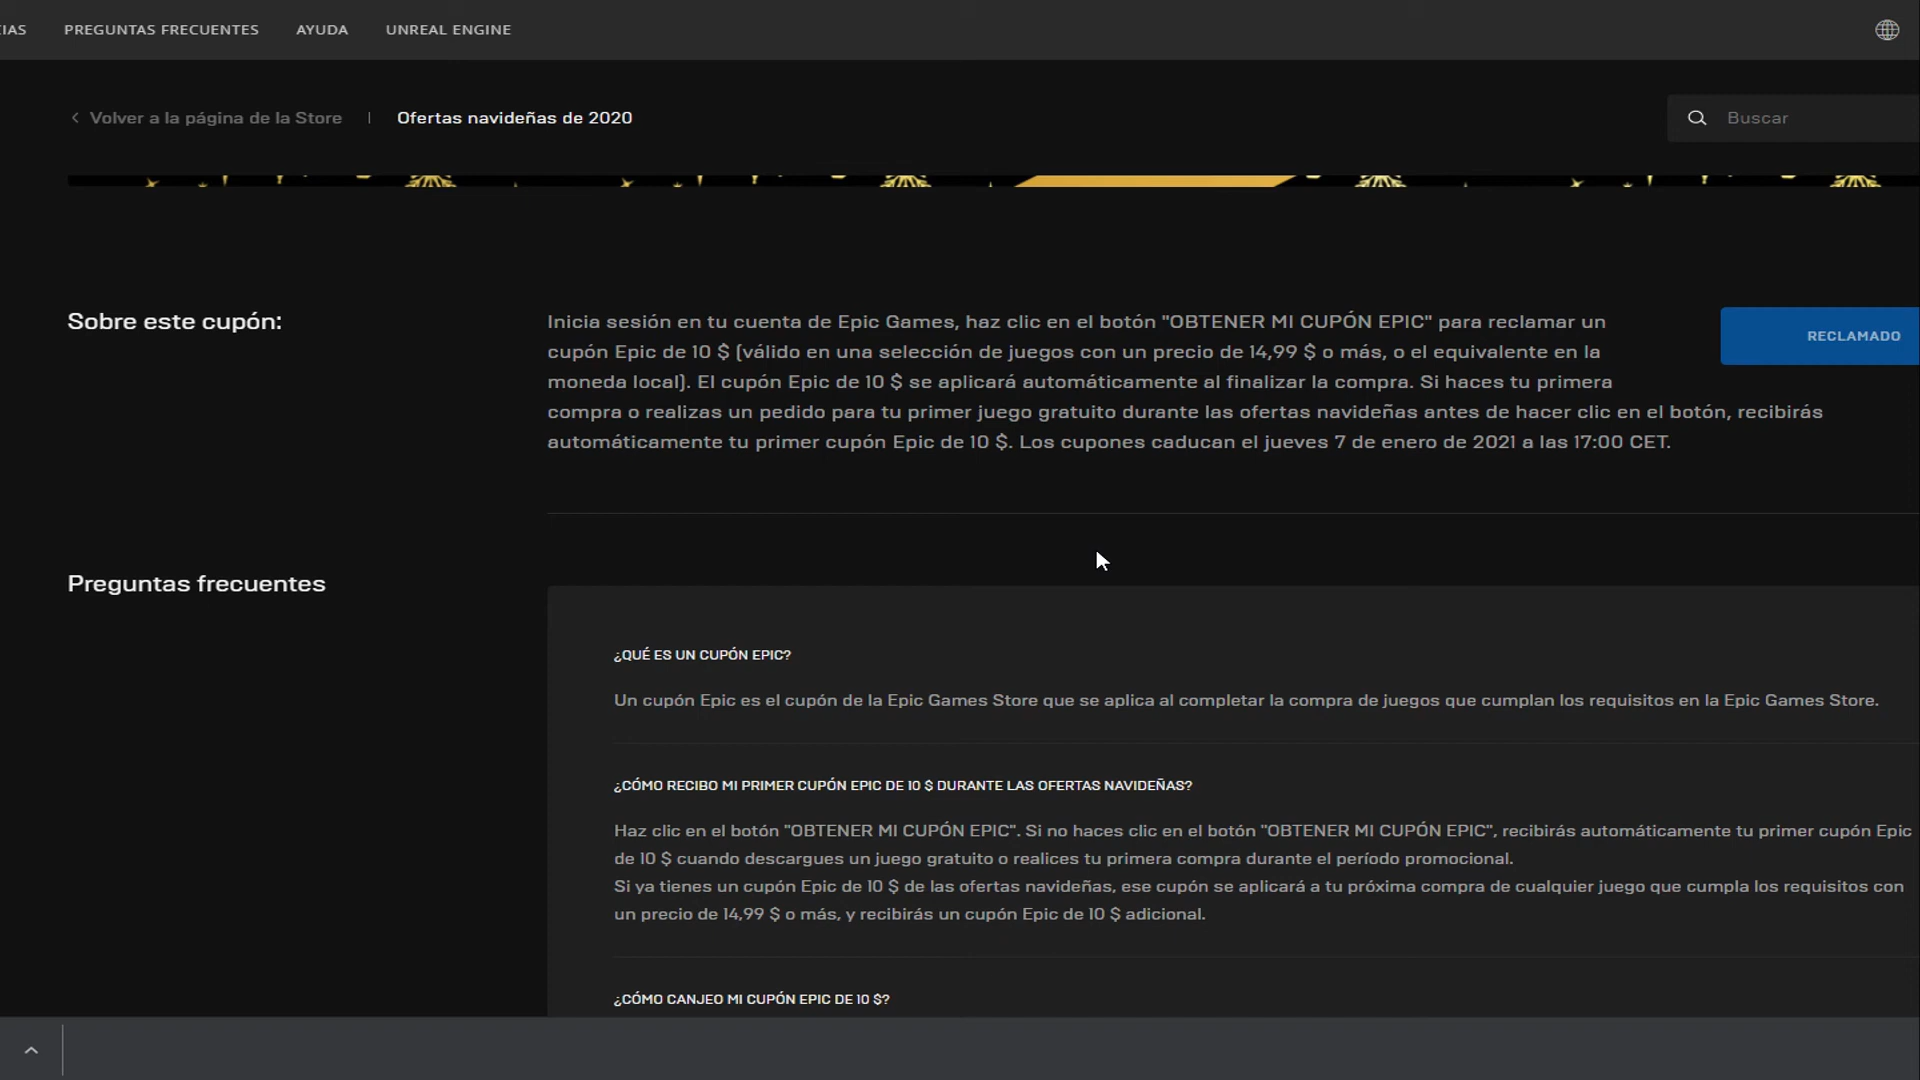 PREGUNTAS FRECUENTES AYUDA UNREAL ENGINE
Volver a la página de la Store | Ofertas navideñas de 2020 Buscar
Sobre este cupón:
Inicia sesión en tu cuenta de Epic Games, haz clic en el botón "OBTENER MI CUPÓN EPIC" para reclamar un
cupón Epic de 10 $ (válido en una selección de juegos con un precio de 14,99 $ o más, o el equivalente en la
moneda local). El cupón Epic de 10 $ se aplicará automáticamente al finalizar la compra. Si haces tu primera
compra o realizas un pedido para tu primer juego gratuito durante las ofertas navideñas antes de hacer clic en el botón, recibirás
automáticamente tu primer cupón Epic de 10 $. Los cupones caducan el jueves 7 de enero de 2021 a las 17:00 CET.
RECLAMADO
Preguntas frecuentes
¿QUÉ ES UN CUPÓN EPIC?
Un cupón Epic es el cupón de la Epic Games Store que se aplica al completar la compra de juegos que cumplan los requisitos en la Epic Games Store.
¿CÓMO RECIBO MI PRIMER CUPÓN EPIC DE 10 $ DURANTE LAS OFERTAS NAVIDEÑAS?
Haz clic en el botón "OBTENER MI CUPÓN EPIC". Si no haces clic en el botón "OBTENER MI CUPÓN EPIC", recibirás automáticamente tu primer cupón Epic
de 10 $ cuando descargues un juego gratuito o realices tu primera compra durante el período promocional.
Si ya tienes un cupón Epic de 10 $ de las ofertas navideñas, ese cupón se aplicará a tu próxima compra de cualquier juego que cumpla los requisitos con
un precio de 14,99 $ o más, y recibirás un cupón Epic de 10 $ adicional.
¿CÓMO CANJEO MI CUPÓN EPIC DE 10 $?